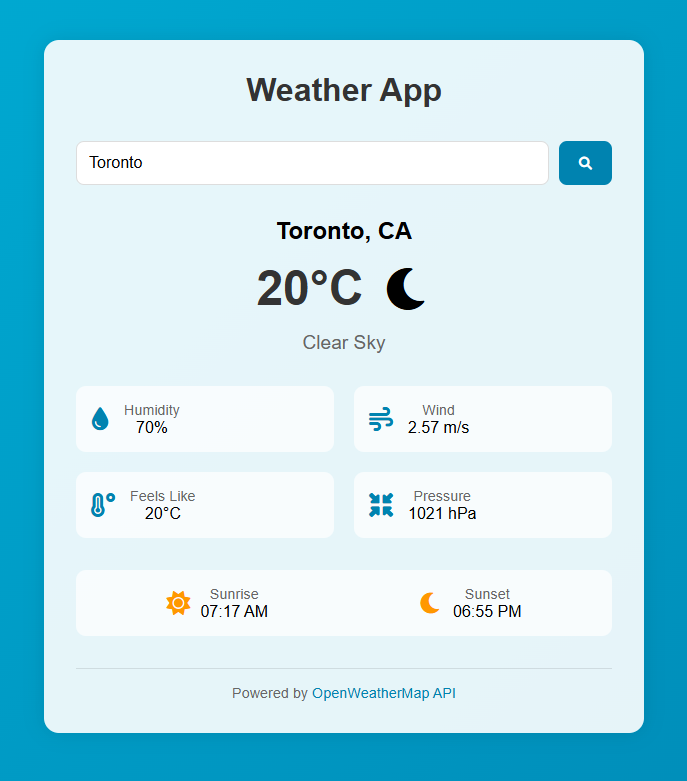 Weather App
Toronto
Toronto, CA
20°C
Clear Sky
Humidity
70%
Wind
2.57 m/s
Feels Like
20°C
Pressure
1021 hPa
Sunrise
07:17 AM
Sunset
06:55 PM
Powered by OpenWeatherMap API